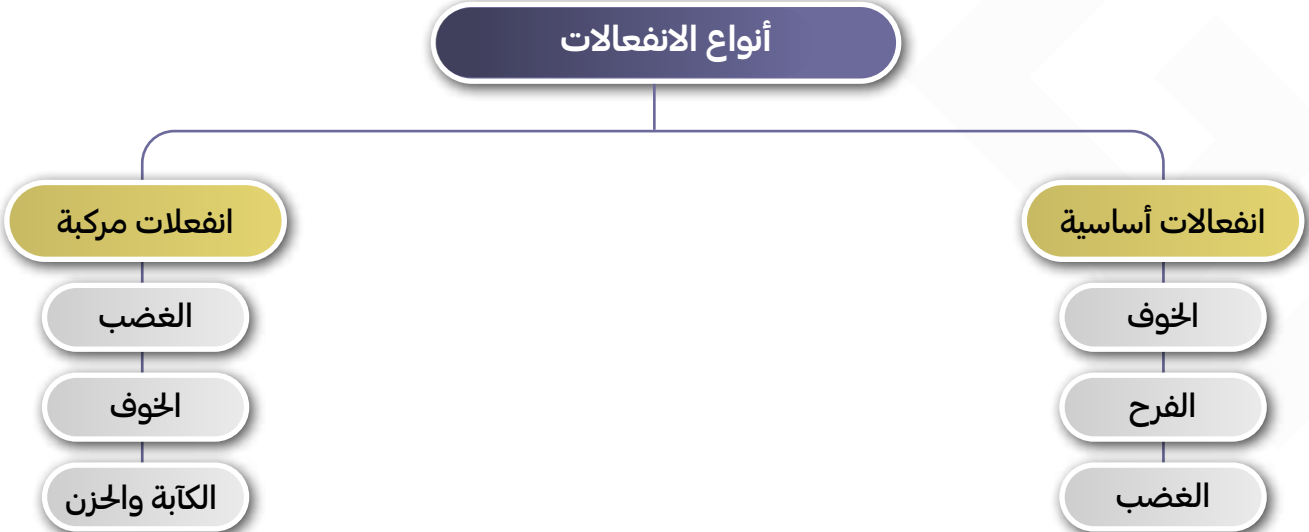 أنواع الانفعالات
انفعالات أساسية
الخوف
الفرح
الغضب
انفعلات مركبة
الغضب
الخوف
الكآبة والحزن